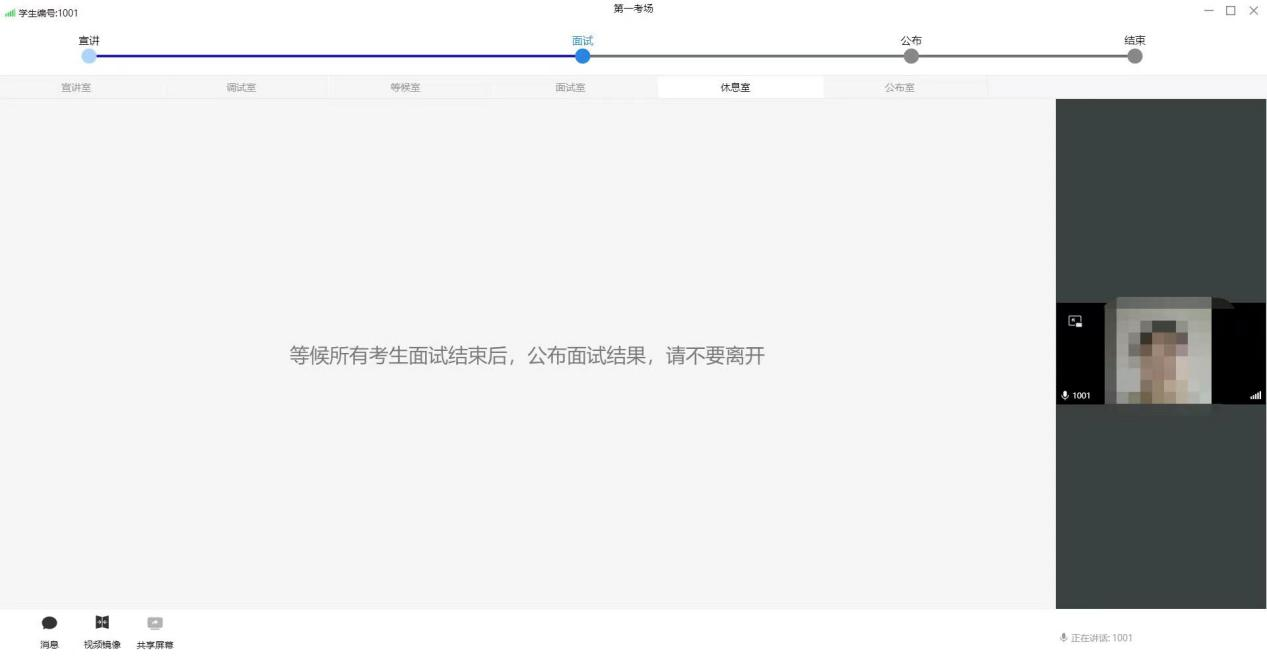 学生编号:1001
第一考场
宣讲
面试
公布
结束
宣讲室
调试室
等候室
面试室
休息室
公布室
等候所有考生面试结束后，公布面试结果，请不要离开
1001
消息
视频镜像
共享屏幕
正在讲话: 1001